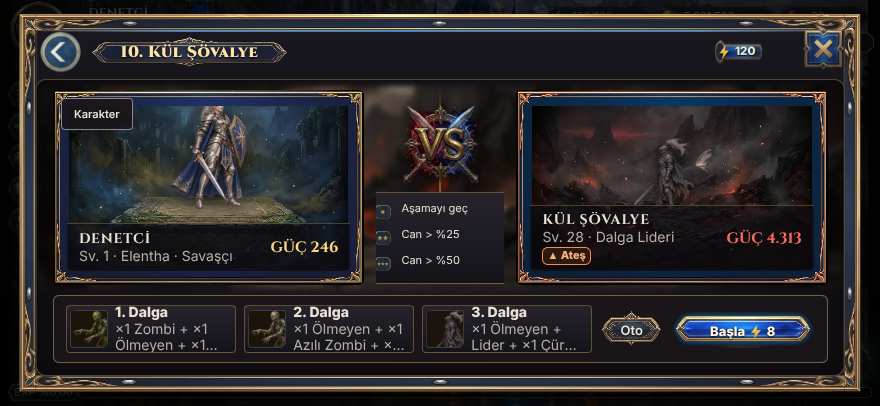 DENETCİ
10. KÜL ŞÖVALYE
120
Karakter
VS
DENETCİ
Sv. 1 · Elentha · Savaşçı
GÜÇ 246
Aşamayı geç
Can > %25
Can > %50
KÜL ŞÖVALYE
Sv. 28 · Dalga Lideri
GÜÇ 4.313
▲ Ateş
1. Dalga
×1 Zombi + ×1
Ölmeyen + ×1...
2. Dalga
×1 Ölmeyen + ×1
Azılı Zombi + ×...
3. Dalga
×1 Ölmeyen +
Lider + ×1 Çür...
Oto
Başla 8